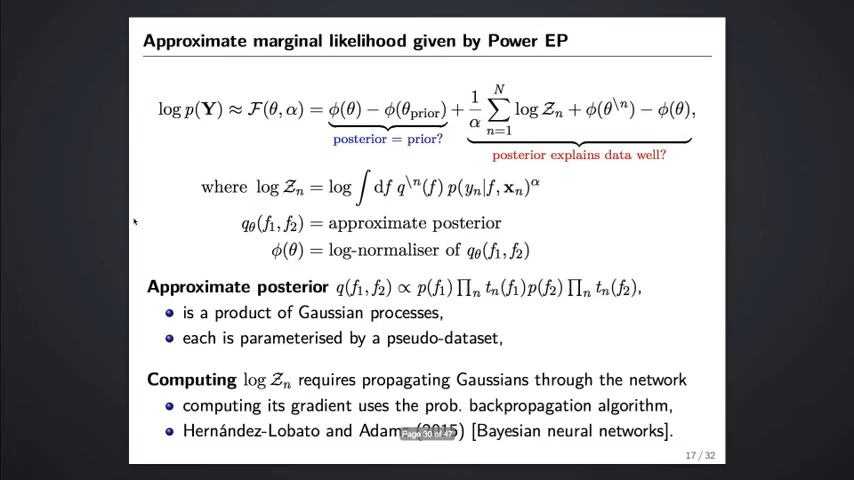 Approximate marginal likelihood given by Power EP
log p(Y) ≈ F(θ, α) = ϕ(θ) − ϕ(θ_prior) + 1/α ∑_{n=1}^{N} log Z_n + ϕ(θ^{\n}) − ϕ(θ),
posterior = prior?
posterior explains data well?
where log Z_n = log ∫ df q^{\n}(f) p(y_n|f, x_n)^α
q_θ(f_1, f_2) = approximate posterior
ϕ(θ) = log-normaliser of q_θ(f_1, f_2)
Approximate posterior q(f_1, f_2) ∝ p(f_1) ∏_n t_n(f_1)p(f_2) ∏_n t_n(f_2),
is a product of Gaussian processes,
each is parameterised by a pseudo-dataset,
Computing log Z_n requires propagating Gaussians through the network
computing its gradient uses the prob. backpropagation algorithm,
Hernández-Lobato and Adams (2015) [Bayesian neural networks].
Page 30 of 47
17 / 32